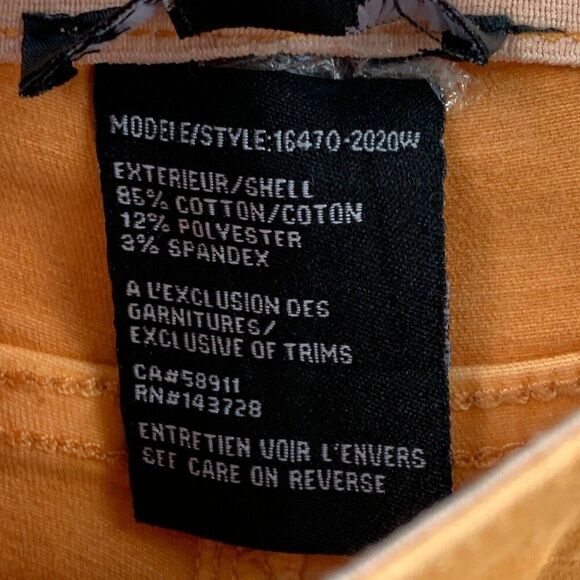 MODELE/STYLE:16470-2020W
EXTERIEUR/SHELL
85% COTTON/COTON
12% POLYESTER
3% SPANDEX
A L'EXCLUSION DES
GARNITURES/
EXCLUSIVE OF TRIMS
CA#58911
RN#143728
ENTRETIEN VOIR L'ENVERS
SEE CARE ON REVERSE